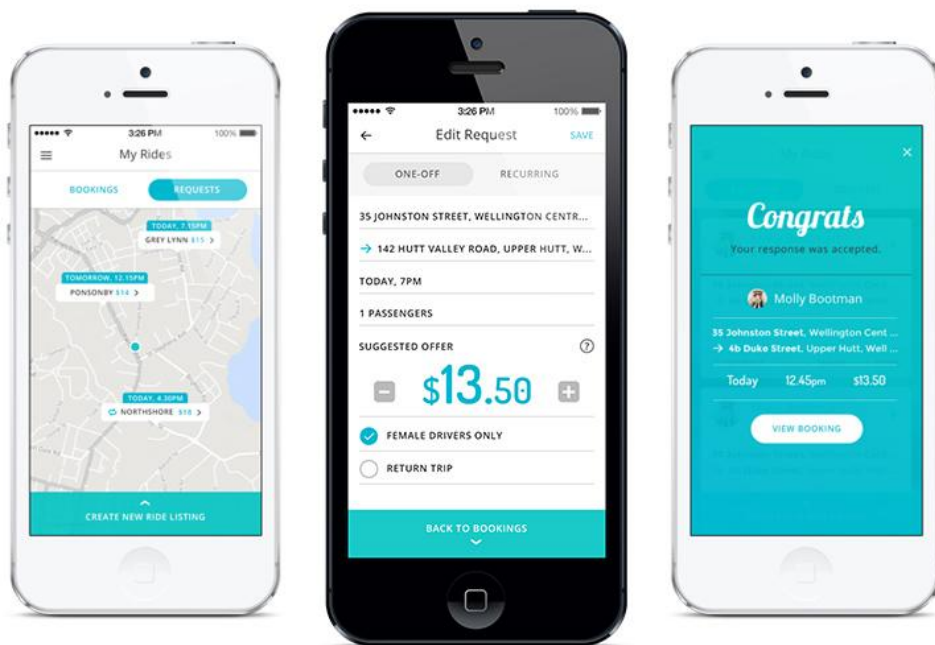 3:26 PM
100%
My Rides
BOOKINGS
REQUESTS
TODAY, 7.15PM
GREY LYNN $15 >
TOMORROW, 12.15PM
PONSONBY $14 >
TODAY, 4.30PM
NORTHSHORE $18 >
CREATE NEW RIDE LISTING
3:26 PM
100%
← Edit Request SAVE
ONE-OFF RECURRING
35 JOHNSTON STREET, WELLINGTON CENTR...
→ 142 HUTT VALLEY ROAD, UPPER HUTT, W...
TODAY, 7PM
1 PASSENGERS
SUGGESTED OFFER ?
- $13.50 +
FEMALE DRIVERS ONLY
RETURN TRIP
BACK TO BOOKINGS
×
Congrats
Your response was accepted.
Molly Bootman
35 Johnston Street, Wellington Cent ...
→ 4b Duke Street, Upper Hutt, Well ...
Today 12.45pm $13.50
VIEW BOOKING